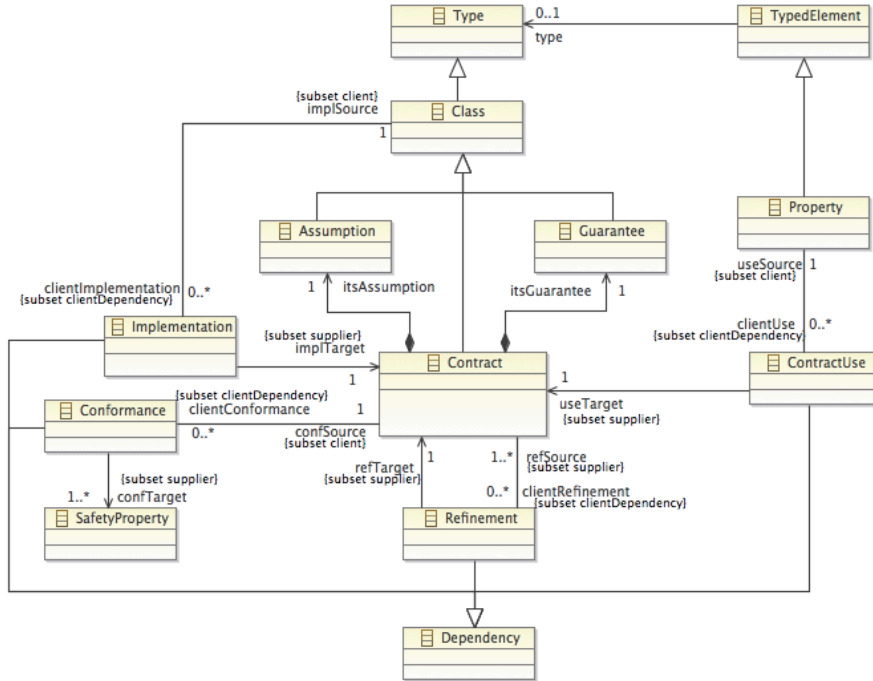 Type
0..1
type
TypedElement
{subset client}
implSource
1
Class
Assumption
Guarantee
Property
1
itsAssumption
itsGuarantee
1
useSource
1
{subset client}
clientImplementation
0..*
{subset clientDependency}
clientUse
0..*
{subset clientDependency}
Implementation
{subset supplier}
implTarget
1
Contract
ContractUse
1
useTarget
{subset supplier}
Conformance
{subset clientDependency}
clientConformance
1
0..*
confSource
{subset client}
refTarget
1
{subset supplier}
1..*
refSource
{subset supplier}
0..*
clientRefinement
{subset clientDependency}
{subset supplier}
1..*
confTarget
SafetyProperty
Refinement
Dependency